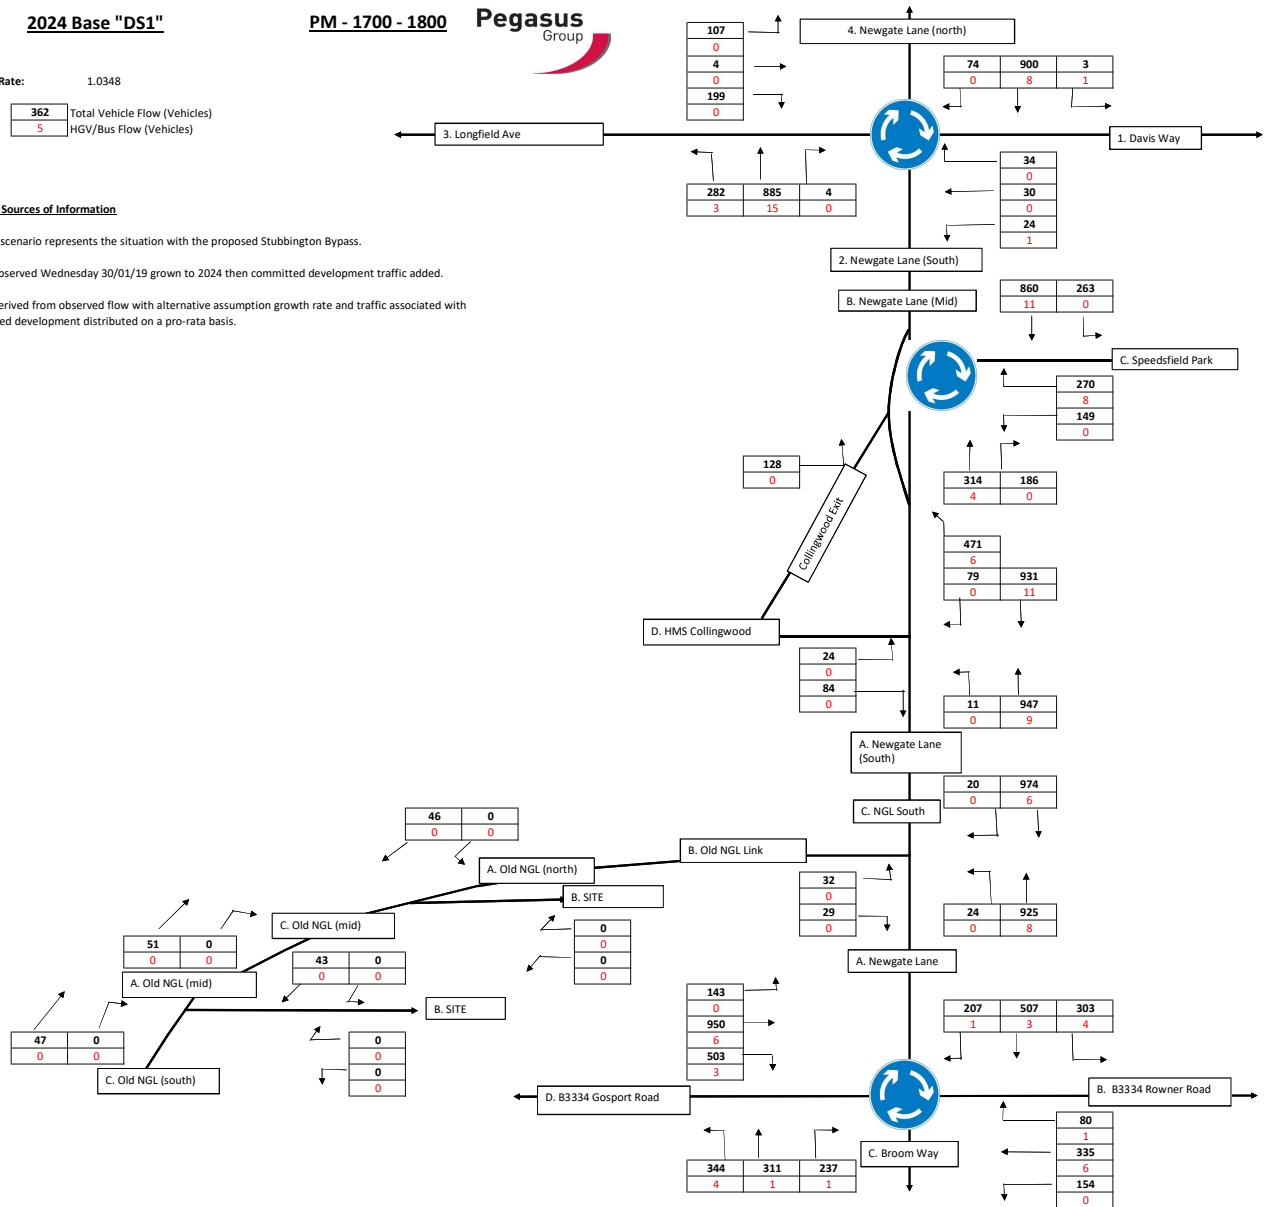 2024 Base "DS1"
PM - 1700 - 1800
Pegasus
Group
Rate: 1.0348
362 Total Vehicle Flow (Vehicles)
5 HGV/Bus Flow (Vehicles)
Sources of Information
scenario represents the situation with the proposed Stubbington Bypass.
bserved Wednesday 30/01/19 grown to 2024 then committed development traffic added.
erived from observed flow with alternative assumption growth rate and traffic associated with
ed development distributed on a pro-rata basis.
107
0
4
0
199
0
4. Newgate Lane (north)
74 900 3
0 8 1
3. Longfield Ave
1. Davis Way
282 885 4
3 15 0
34
0
30
0
24
1
2. Newgate Lane (South)
B. Newgate Lane (Mid)
860 263
11 0
C. Speedsfield Park
270
8
149
0
128
0
314 186
4 0
Collingwood Exit
471
6
79 931
0 11
D. HMS Collingwood
24
0
84
0
11 947
0 9
A. Newgate Lane
(South)
20 974
0 6
C. NGL South
46 0
0 0
B. Old NGL Link
A. Old NGL (north)
32
0
29
0
B. SITE
24 925
0 8
C. Old NGL (mid)
0
0
0
0
51 0
0 0
43 0
0 0
A. Newgate Lane
A. Old NGL (mid)
B. SITE
143
0
950
6
503
3
207 507 303
1 3 4
47 0
0 0
0
0
0
0
C. Old NGL (south)
D. B3334 Gosport Road
B. B3334 Rowner Road
80
1
335
6
154
0
C. Broom Way
344 311 237
4 1 1